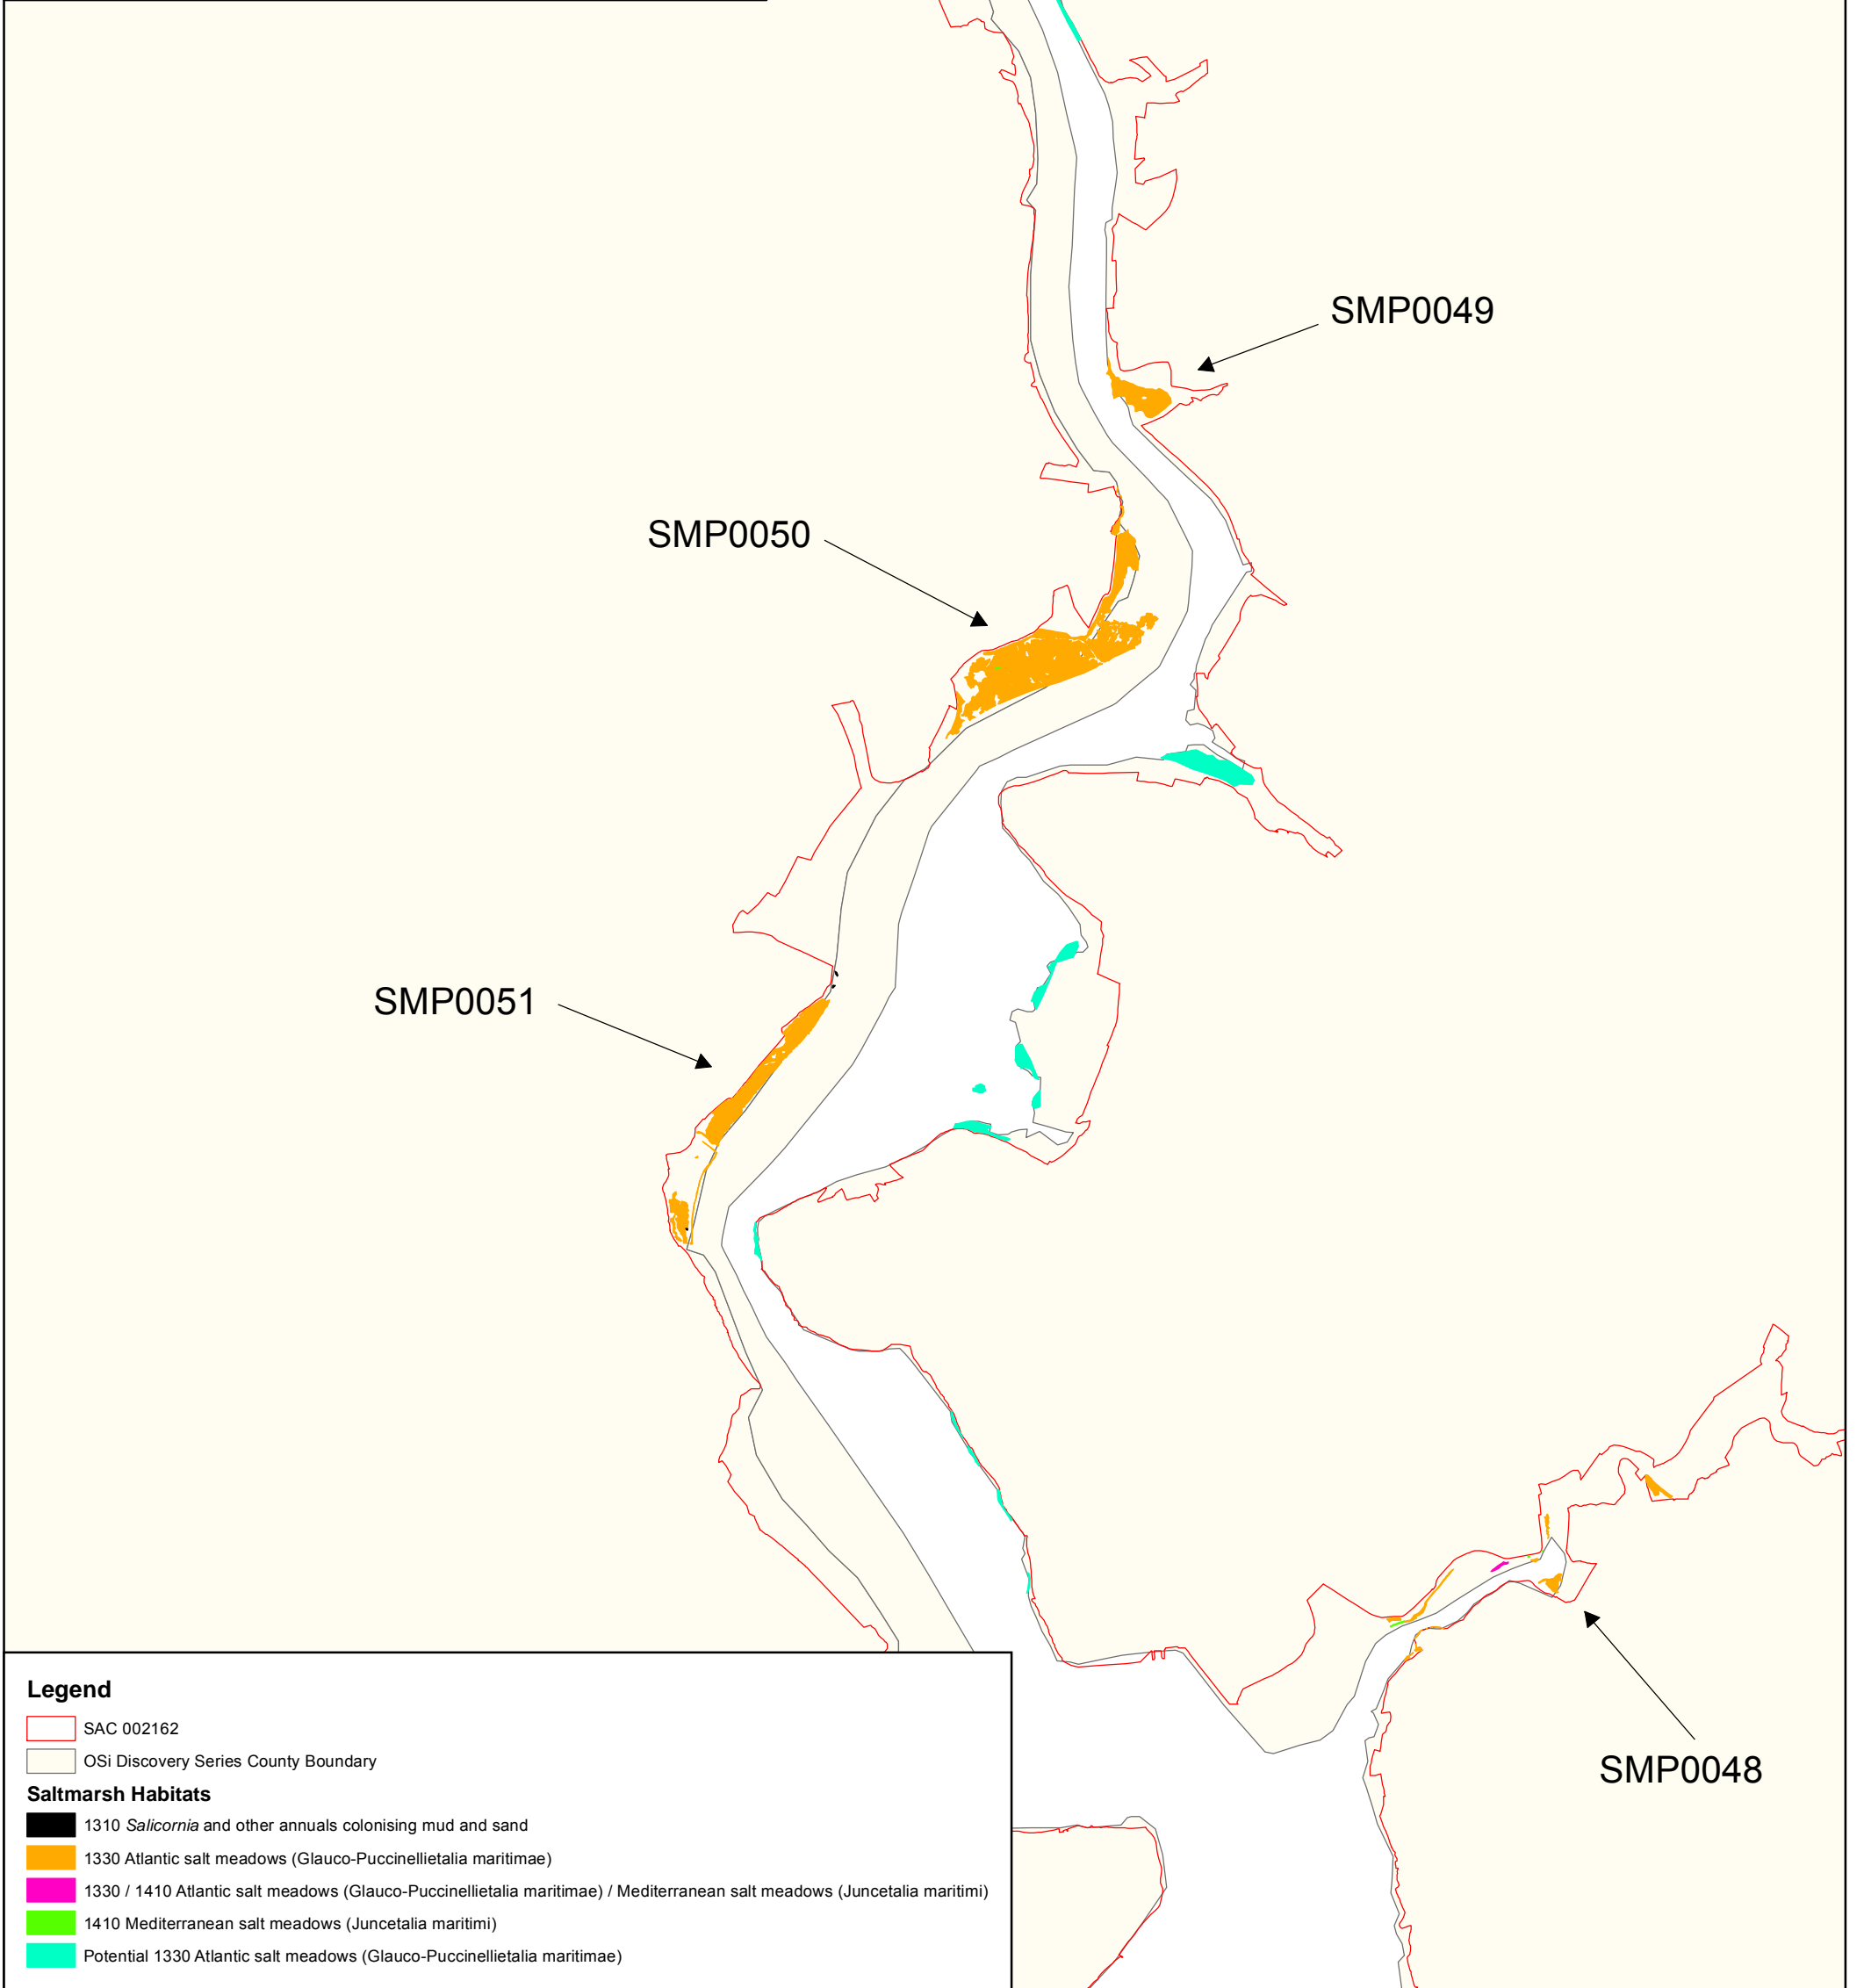 SMP0049
SMP0050
SMP0051
SMP0048
Legend
SAC 002162
OSi Discovery Series County Boundary
Saltmarsh Habitats
1310 Salicornia and other annuals colonising mud and sand
1330 Atlantic salt meadows (Glauco-Puccinellietalia maritimae)
1330 / 1410 Atlantic salt meadows (Glauco-Puccinellietalia maritimae) / Mediterranean salt meadows (Juncetalia maritimi)
1410 Mediterranean salt meadows (Juncetalia maritimi)
Potential 1330 Atlantic salt meadows (Glauco-Puccinellietalia maritimae)